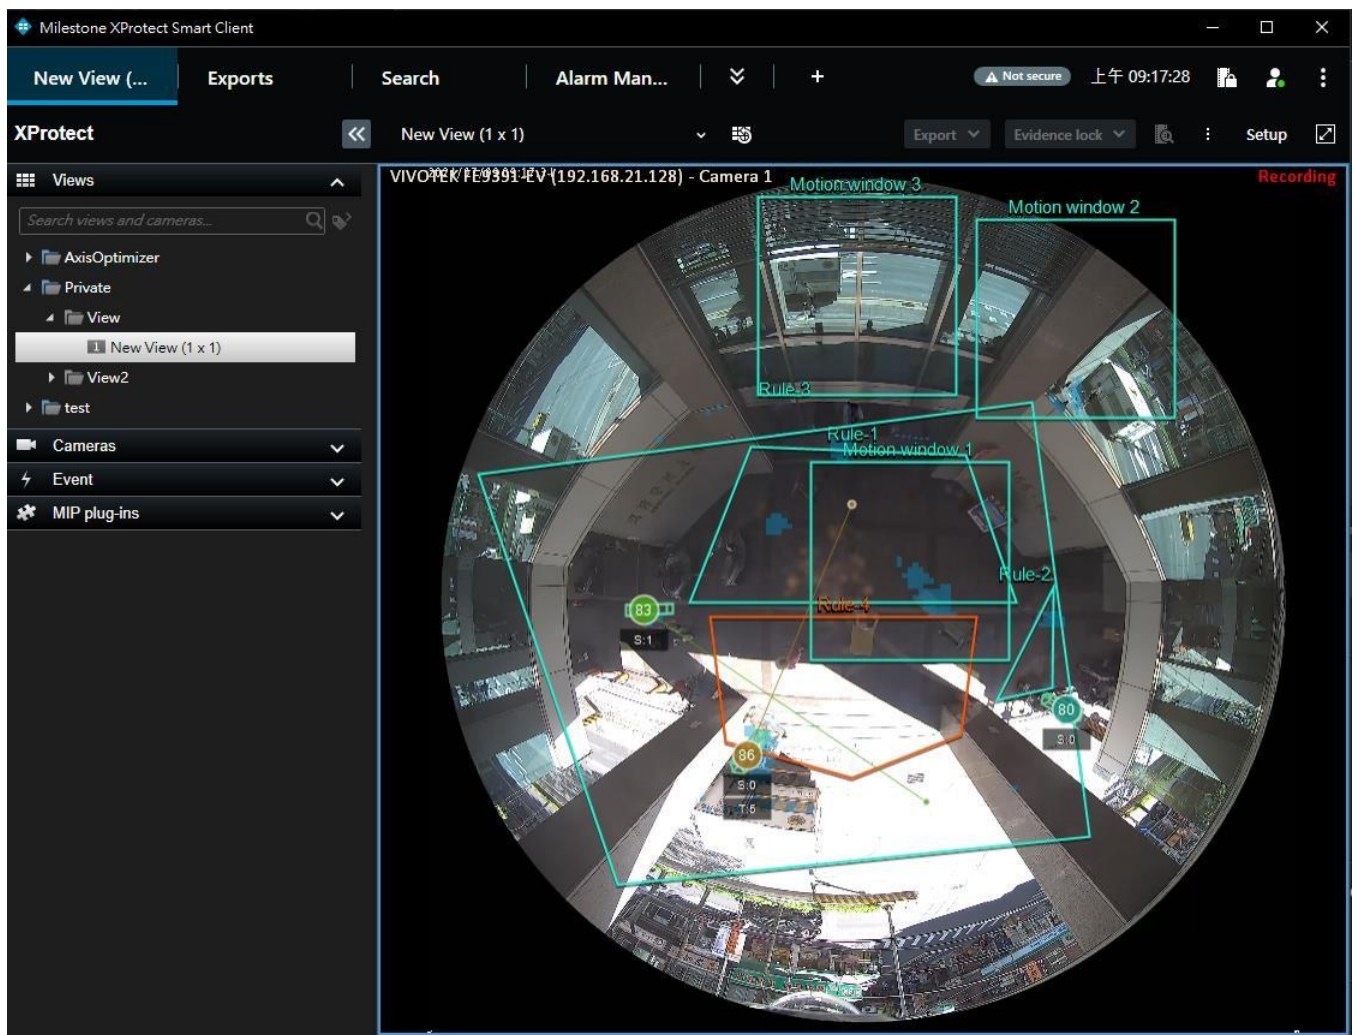 Milestone XProtect Smart Client
New View (...
Exports
Search
Alarm Man...
+
Not secure
上午 09:17:28
XProtect
New View (1 x 1)
Export
Evidence lock
Setup
Views
Search views and cameras...
AxisOptimizer
Private
View
1 New View (1 x 1)
View2
test
Cameras
Event
MIP plug-ins
VIVOTEK FE9391-EV (192.168.21.128) - Camera 1
Recording
Motion window 3
Motion window 2
Rule-3
Rule-1
Motion window 1
Rule-2
Rule-4
83
S:1
80
S:0
86
S:0
T:5